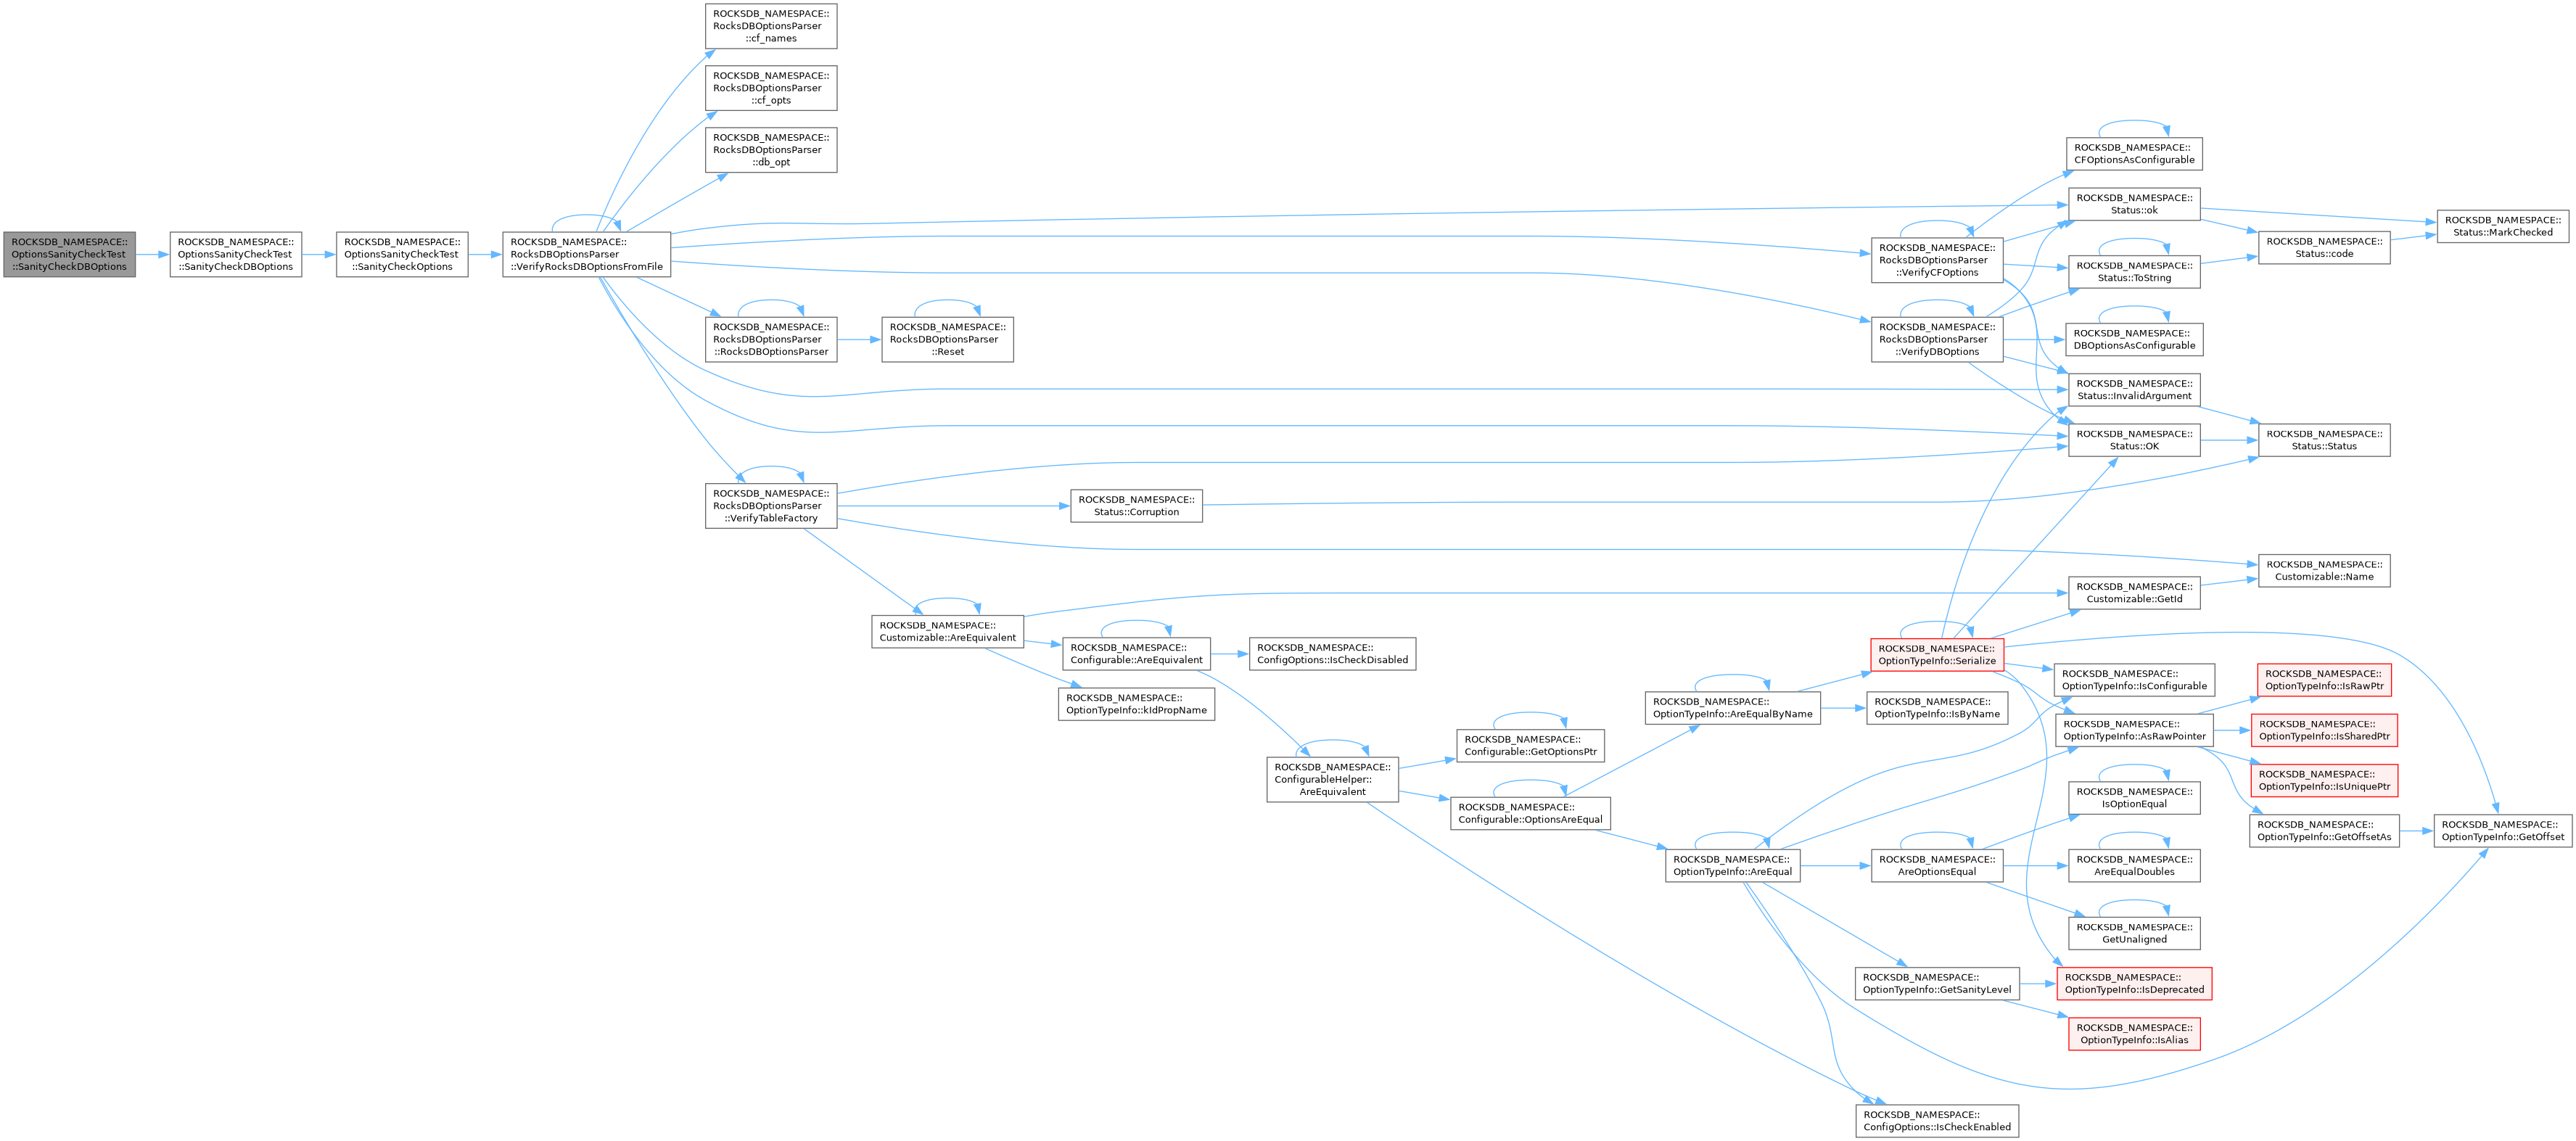 ROCKSDB_NAMESPACE::
OptionsSanityCheckTest
::SanityCheckDBOptions
ROCKSDB_NAMESPACE::
OptionsSanityCheckTest
::SanityCheckDBOptions
ROCKSDB_NAMESPACE::
OptionsSanityCheckTest
::SanityCheckOptions
ROCKSDB_NAMESPACE::
RocksDBOptionsParser
::VerifyRocksDBOptionsFromFile
ROCKSDB_NAMESPACE::
RocksDBOptionsParser
::cf_names
ROCKSDB_NAMESPACE::
RocksDBOptionsParser
::cf_opts
ROCKSDB_NAMESPACE::
RocksDBOptionsParser
::db_opt
ROCKSDB_NAMESPACE::
RocksDBOptionsParser
::RocksDBOptionsParser
ROCKSDB_NAMESPACE::
RocksDBOptionsParser
::Reset
ROCKSDB_NAMESPACE::
RocksDBOptionsParser
::VerifyTableFactory
ROCKSDB_NAMESPACE::
Status::Corruption
ROCKSDB_NAMESPACE::
Customizable::AreEquivalent
ROCKSDB_NAMESPACE::
Configurable::AreEquivalent
ROCKSDB_NAMESPACE::
OptionTypeInfo::kIdPropName
ROCKSDB_NAMESPACE::
ConfigOptions::IsCheckDisabled
ROCKSDB_NAMESPACE::
ConfigurableHelper::
AreEquivalent
ROCKSDB_NAMESPACE::
Configurable::GetOptionsPtr
ROCKSDB_NAMESPACE::
Configurable::OptionsAreEqual
ROCKSDB_NAMESPACE::
OptionTypeInfo::AreEqualByName
ROCKSDB_NAMESPACE::
OptionTypeInfo::AreEqual
ROCKSDB_NAMESPACE::
RocksDBOptionsParser
::VerifyCFOptions
ROCKSDB_NAMESPACE::
RocksDBOptionsParser
::VerifyDBOptions
ROCKSDB_NAMESPACE::
OptionTypeInfo::Serialize
ROCKSDB_NAMESPACE::
OptionTypeInfo::IsByName
ROCKSDB_NAMESPACE::
AreOptionsEqual
ROCKSDB_NAMESPACE::
OptionTypeInfo::GetSanityLevel
ROCKSDB_NAMESPACE::
ConfigOptions::IsCheckEnabled
ROCKSDB_NAMESPACE::
CFOptionsAsConfigurable
ROCKSDB_NAMESPACE::
Status::ok
ROCKSDB_NAMESPACE::
Status::ToString
ROCKSDB_NAMESPACE::
DBOptionsAsConfigurable
ROCKSDB_NAMESPACE::
Status::InvalidArgument
ROCKSDB_NAMESPACE::
Status::OK
ROCKSDB_NAMESPACE::
Customizable::GetId
ROCKSDB_NAMESPACE::
OptionTypeInfo::IsConfigurable
ROCKSDB_NAMESPACE::
OptionTypeInfo::AsRawPointer
ROCKSDB_NAMESPACE::
IsOptionEqual
ROCKSDB_NAMESPACE::
AreEqualDoubles
ROCKSDB_NAMESPACE::
GetUnaligned
ROCKSDB_NAMESPACE::
OptionTypeInfo::IsDeprecated
ROCKSDB_NAMESPACE::
OptionTypeInfo::IsAlias
ROCKSDB_NAMESPACE::
Status::code
ROCKSDB_NAMESPACE::
Status::Status
ROCKSDB_NAMESPACE::
Customizable::Name
ROCKSDB_NAMESPACE::
OptionTypeInfo::IsRawPtr
ROCKSDB_NAMESPACE::
OptionTypeInfo::IsSharedPtr
ROCKSDB_NAMESPACE::
OptionTypeInfo::IsUniquePtr
ROCKSDB_NAMESPACE::
OptionTypeInfo::GetOffsetAs
ROCKSDB_NAMESPACE::
Status::MarkChecked
ROCKSDB_NAMESPACE::
OptionTypeInfo::GetOffset